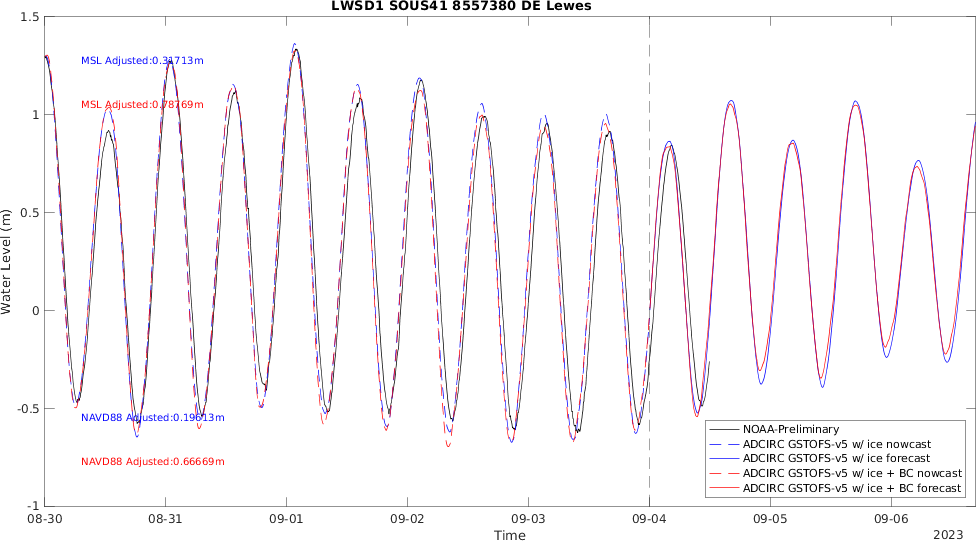 LWSD1 SOUS41 8557380 DE Lewes
Water Level (m)
1.5
1
0.5
0
-0.5
-1
MSL Adjusted:0.31713m
MSL Adjusted:0.78769m
NAVD88 Adjusted:0.19613m
NAVD88 Adjusted:0.66669m
NOAA-Preliminary
ADCIRC GSTOFS-v5 w/ ice nowcast
ADCIRC GSTOFS-v5 w/ ice forecast
ADCIRC GSTOFS-v5 w/ ice + BC nowcast
ADCIRC GSTOFS-v5 w/ ice + BC forecast
08-30 08-31 09-01 09-02 09-03 09-04 09-05 09-06
Time
2023